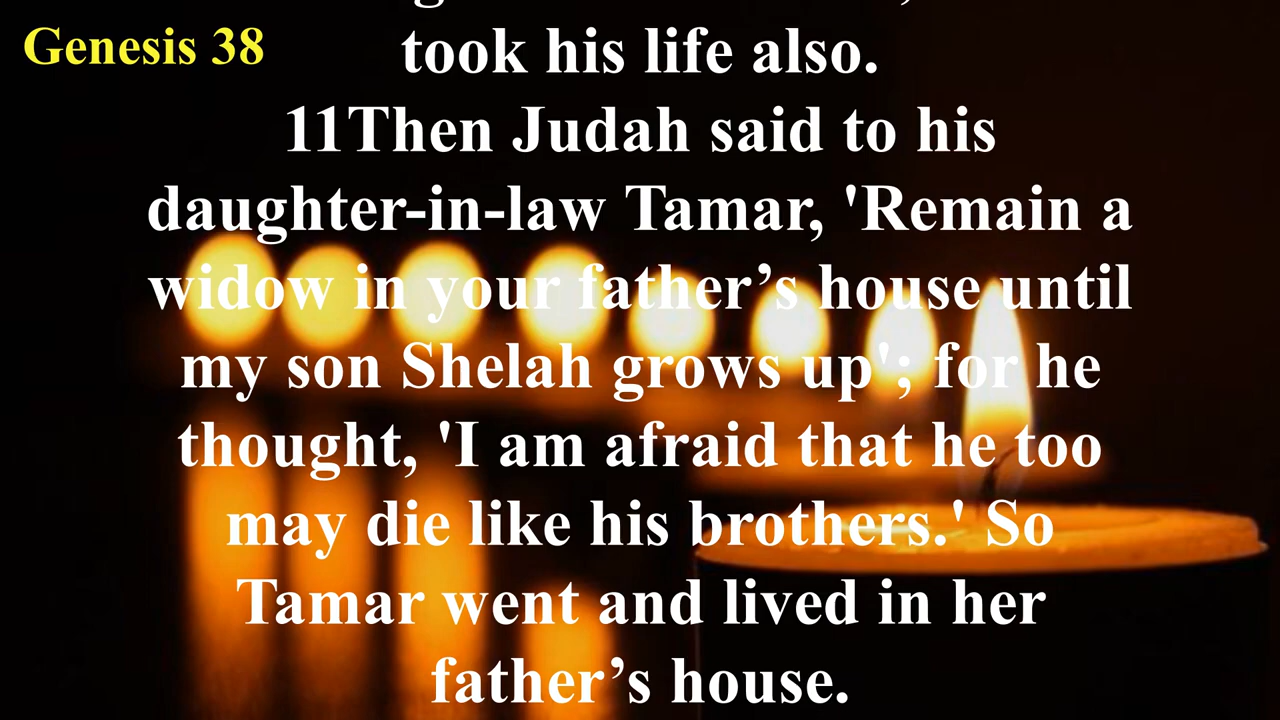 Genesis 38
took his life also.
11Then Judah said to his
daughter-in-law Tamar, 'Remain a
widow in your father’s house until
my son Shelah grows up'; for he
thought, 'I am afraid that he too
may die like his brothers.' So
Tamar went and lived in her
father’s house.